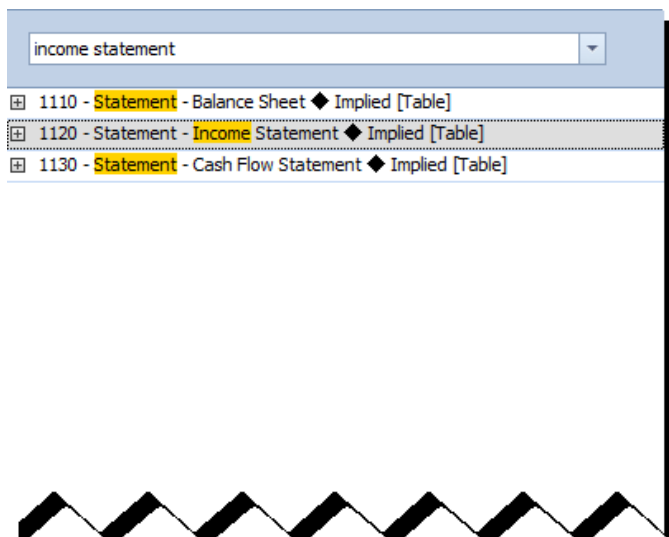 income statement
1110 - Statement - Balance Sheet ◆ Implied [Table]
1120 - Statement - Income Statement ◆ Implied [Table]
1130 - Statement - Cash Flow Statement ◆ Implied [Table]